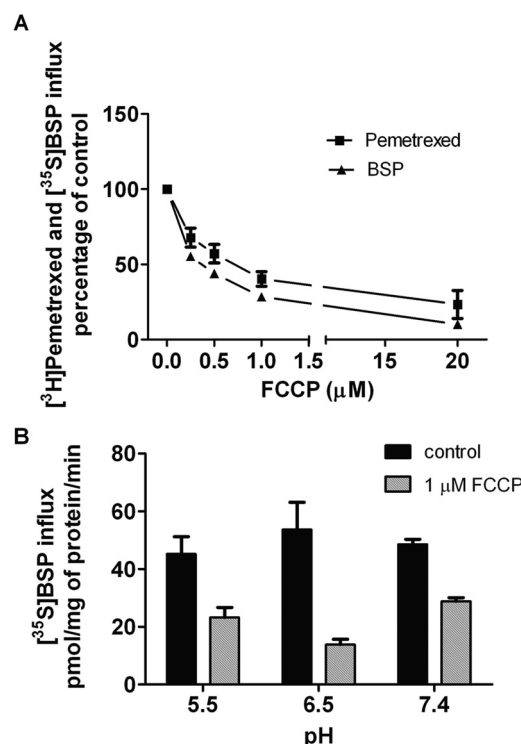 A
[³H]Pemetrexed and [³⁵S]BSP influx
percentage of control
150
100
50
0
Pemetrexed
BSP
0.0 0.5 1.0 1.5 15 20
FCCP (μM)
B
[³⁵S]BSP influx
pmol/mg of protein/min
80
60
40
20
0
control
1 μM FCCP
5.5 6.5 7.4
pH